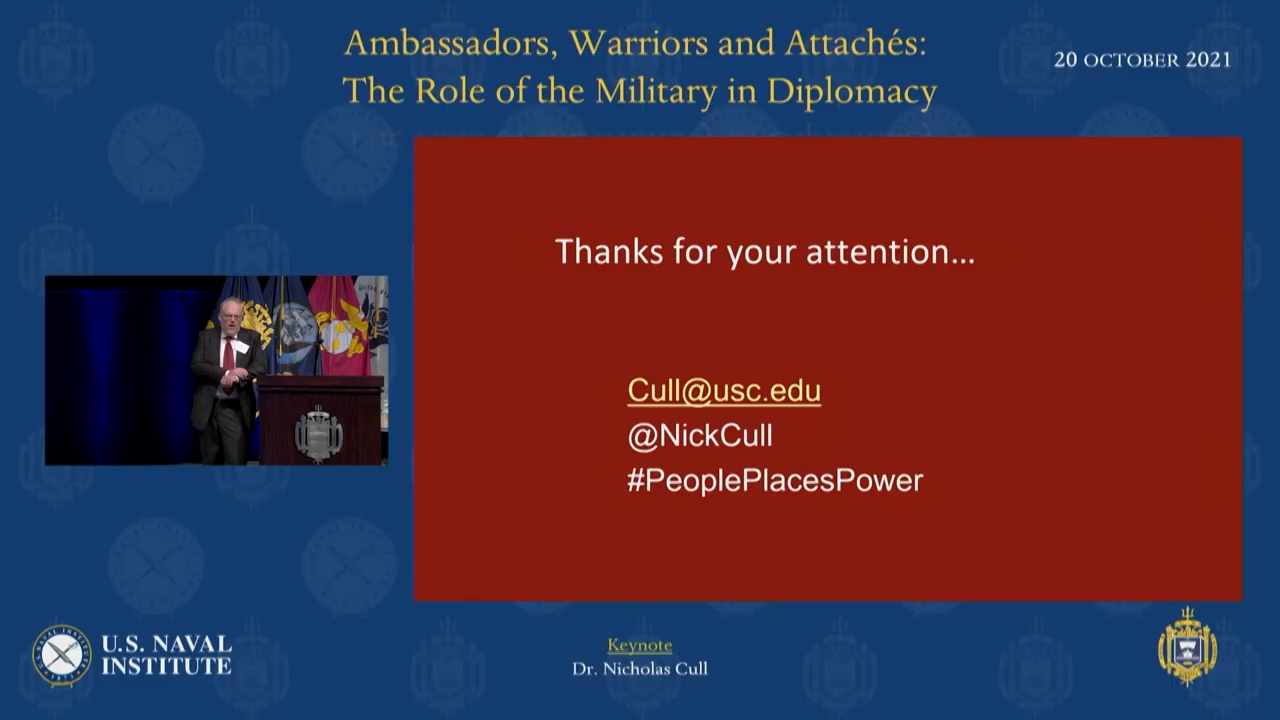 Ambassadors, Warriors and Attachés:
The Role of the Military in Diplomacy
20 OCTOBER 2021
Thanks for your attention...
Cull@usc.edu
@NickCull
#PeoplePlacesPower
U.S. NAVAL
INSTITUTE
Keynote
Dr. Nicholas Cull